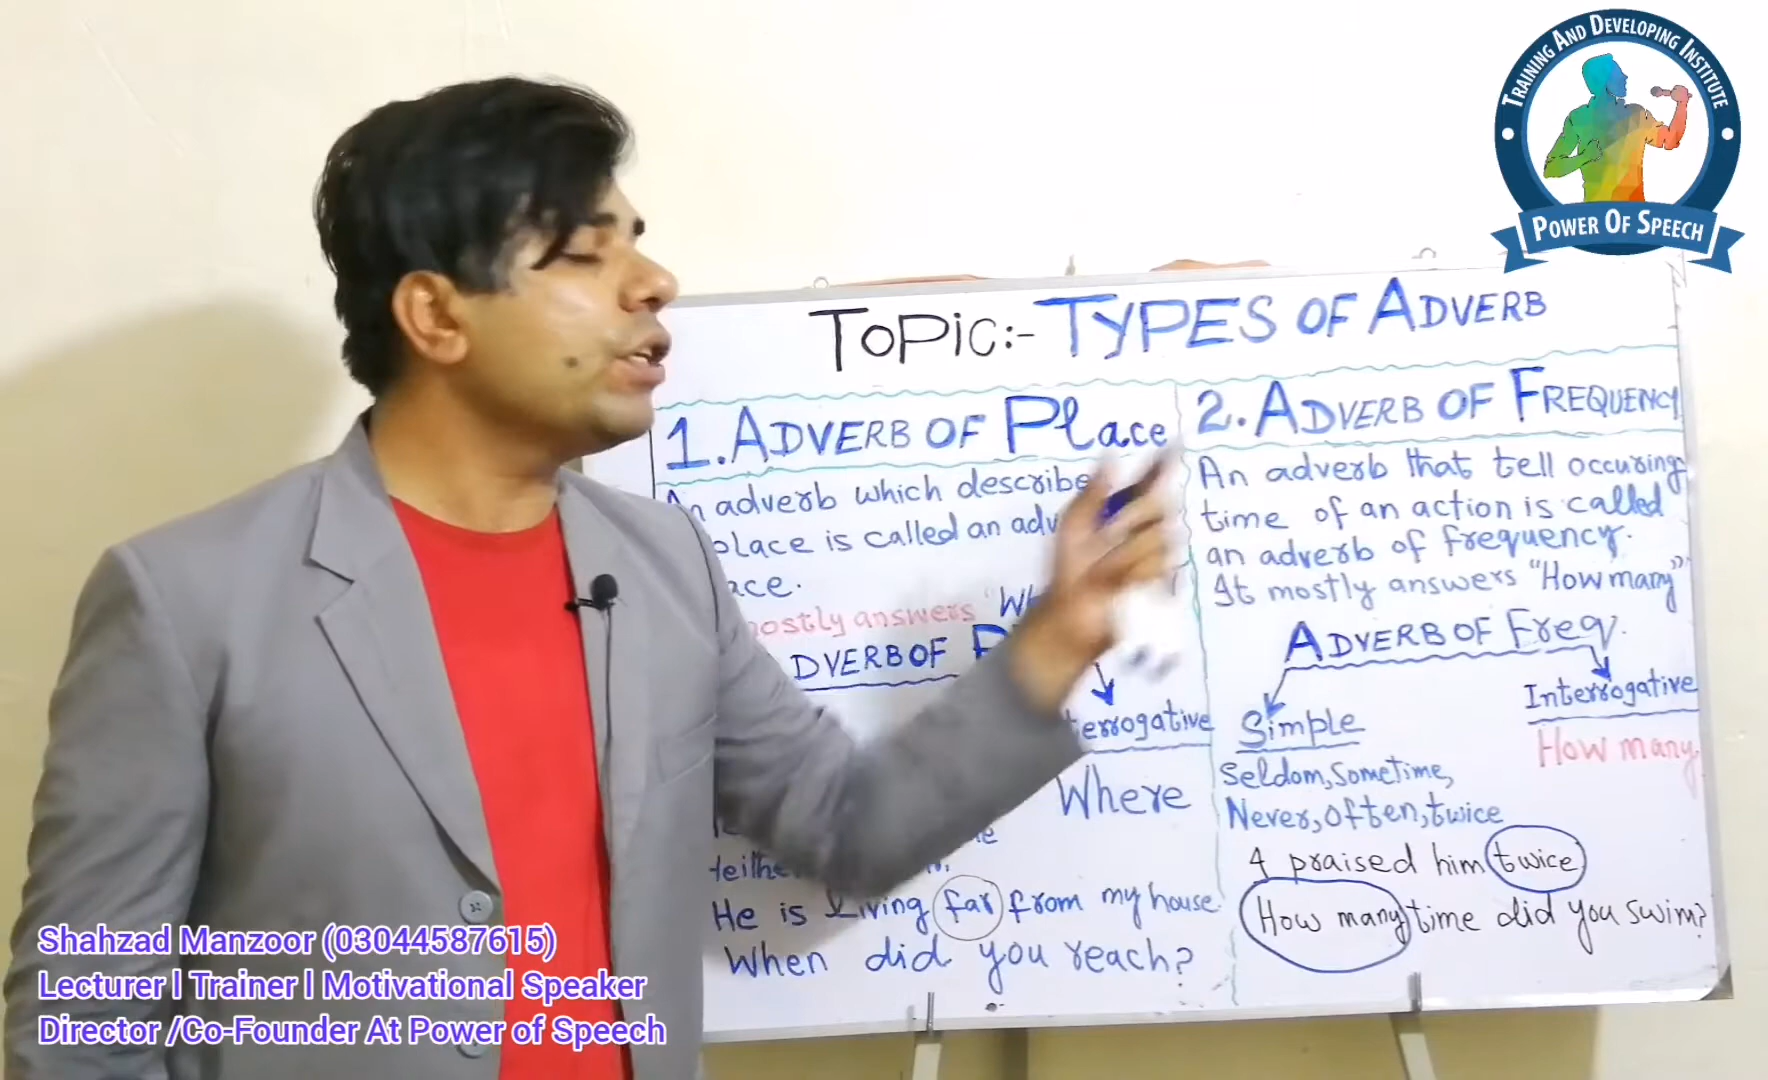 TRAINING AND DEVELOPING INSTITUTE
POWER OF SPEECH
TOPIC:- TYPES OF ADVERB
1. ADVERB OF Place
adverb which describe
place is called an adv
ace.
mostly answers "Wh
DVERB OF P
terrogative
Where
He is living far from my house
When did you reach?
2. ADVERB OF FREQUENCY
An adverb that tell occuring
time of an action is called
an adverb of frequency.
It mostly answers "How many"
ADVERB OF Freq.
Simple
Interrogative
How many
Seldom, Sometime,
Never, often, twice
I praised him twice
How many time did you swim?
Shahzad Manzoor (03044587615)
Lecturer l Trainer l Motivational Speaker
Director /Co-Founder At Power of Speech